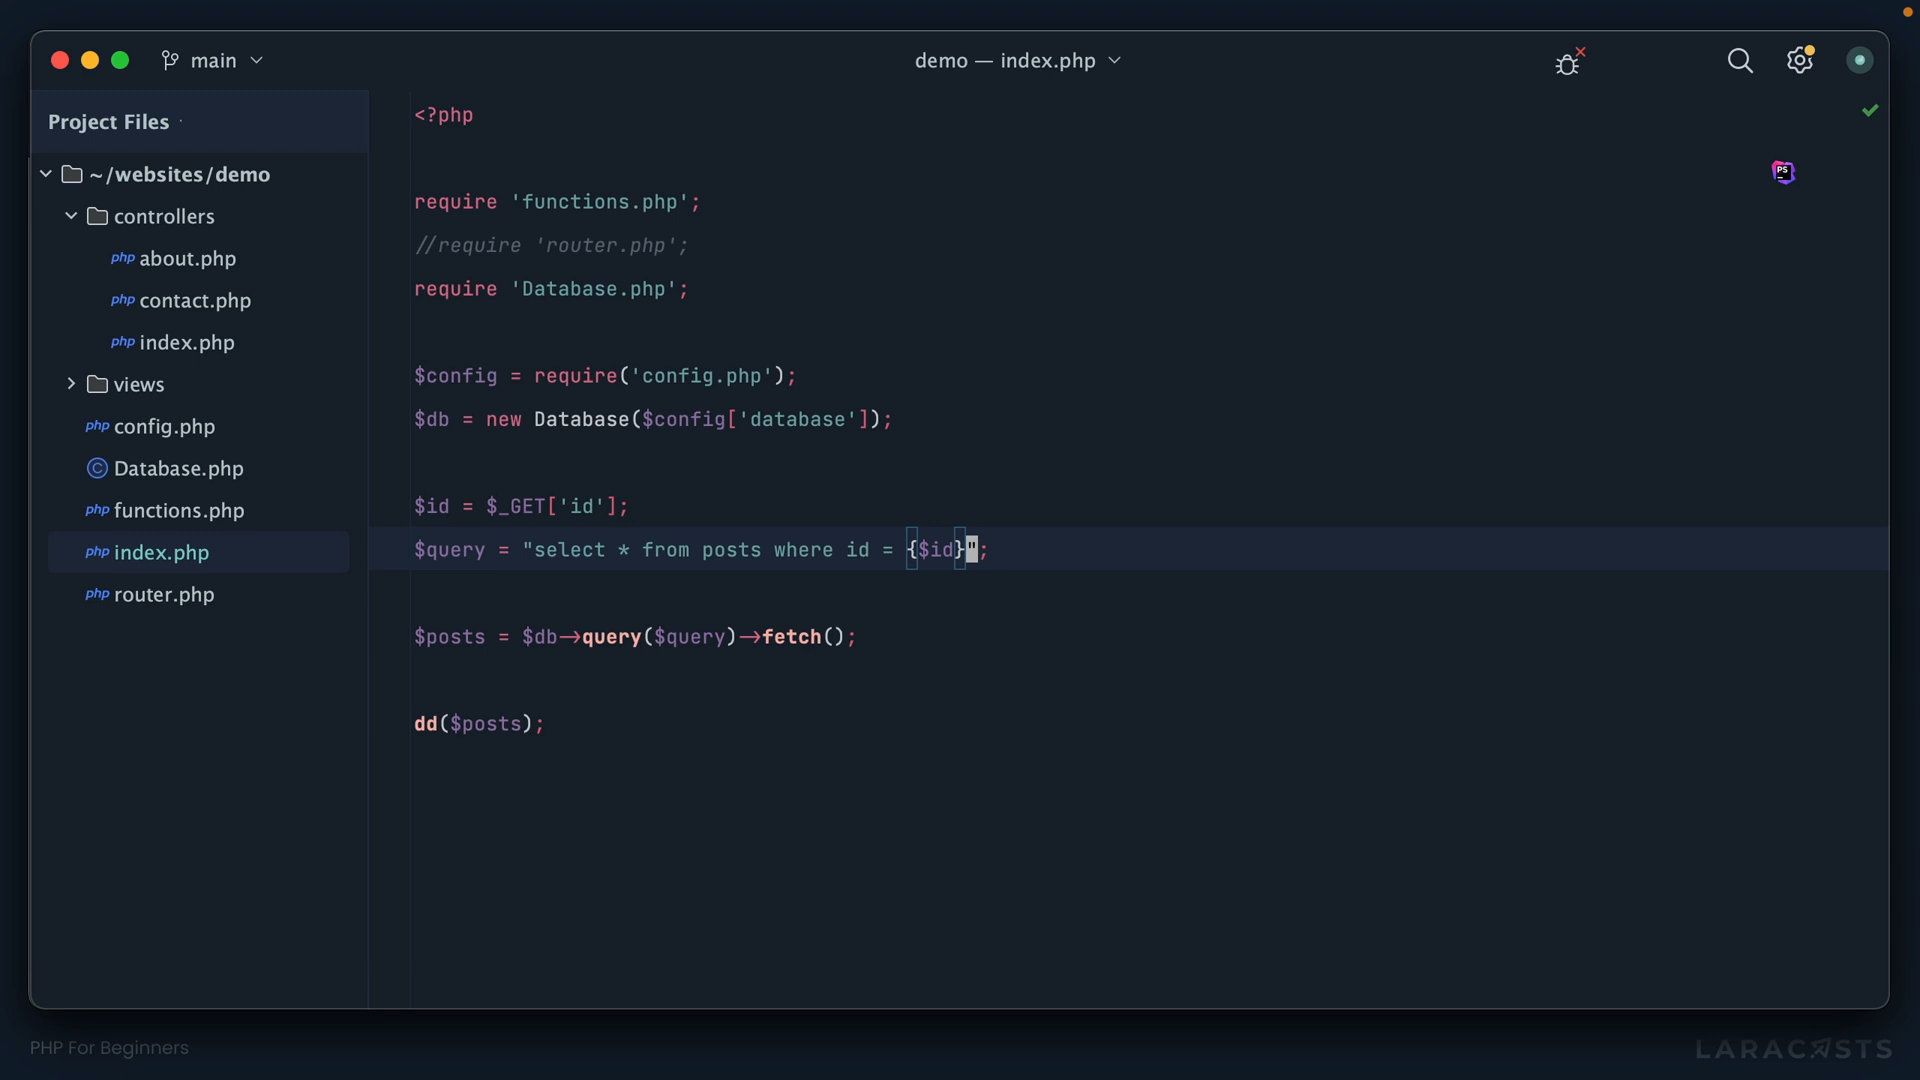 main
demo — index.php
Project Files
~/websites/demo
controllers
php about.php
php contact.php
php index.php
views
php config.php
C Database.php
php functions.php
php index.php
php router.php
<?php
require 'functions.php';
//require 'router.php';
require 'Database.php';
$config = require('config.php');
$db = new Database($config['database']);
$id = $_GET['id'];
$query = "select * from posts where id = {$id}";
$posts = $db->query($query)->fetch();
dd($posts);
PS
PHP For Beginners
LARACASTS